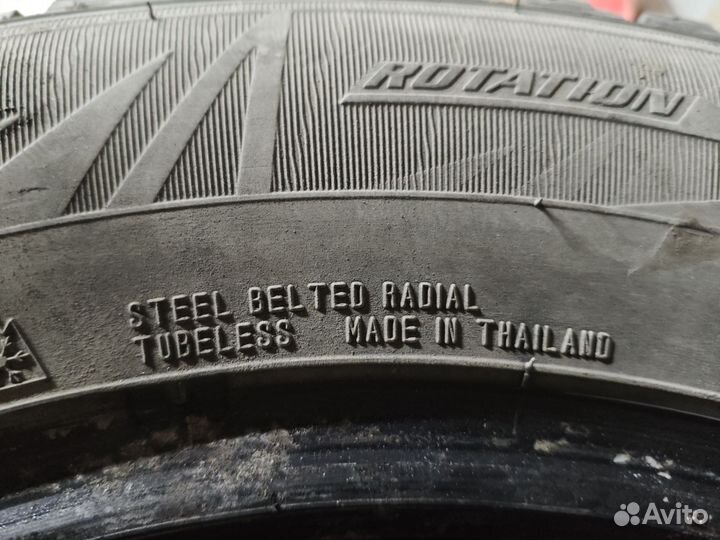 ROTATION
STEEL BELTED RADIAL
TUBELESS MADE IN THAILAND
Avito